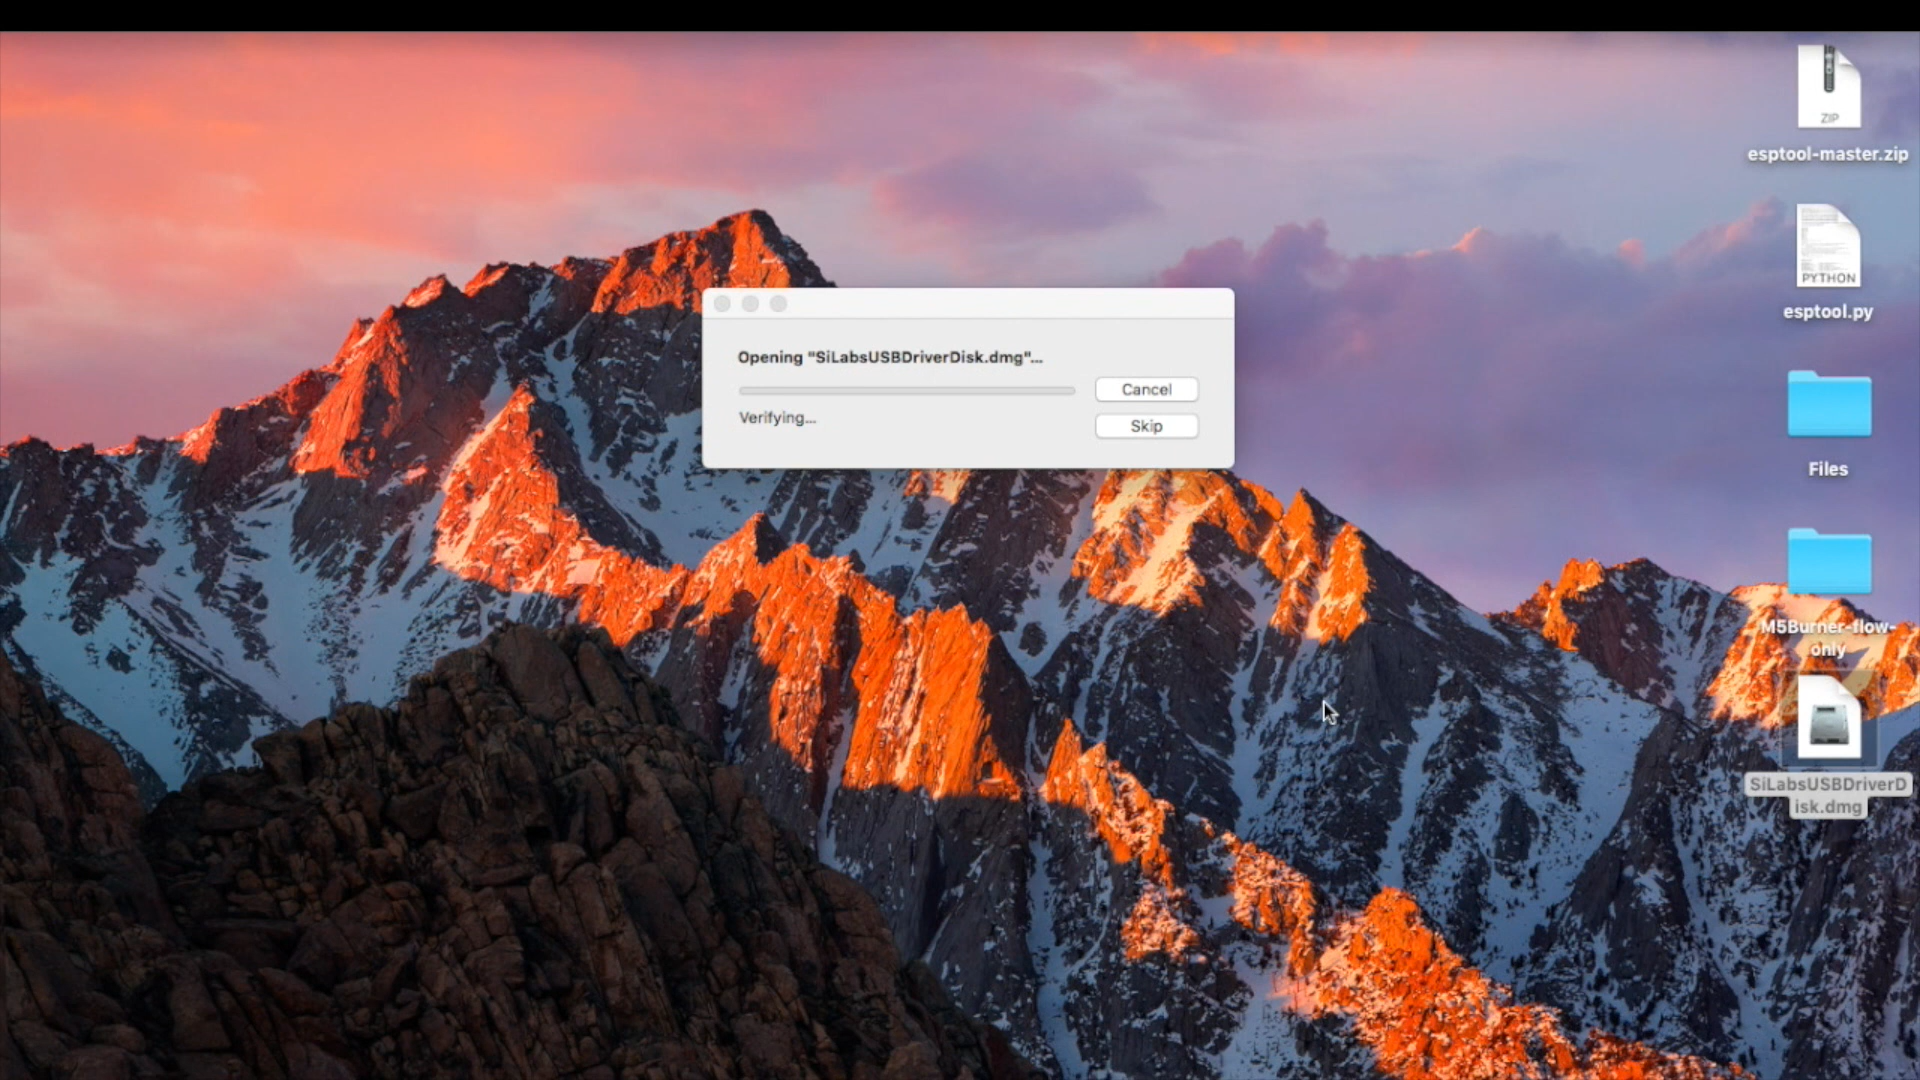 ZIP
esptool-master.zip
PYTHON
esptool.py
Opening "SiLabsUSBDriverDisk.dmg"...
Cancel
Verifying...
Skip
Files
M5Burner-flow-
only
SiLabsUSBDriverD
isk.dmg